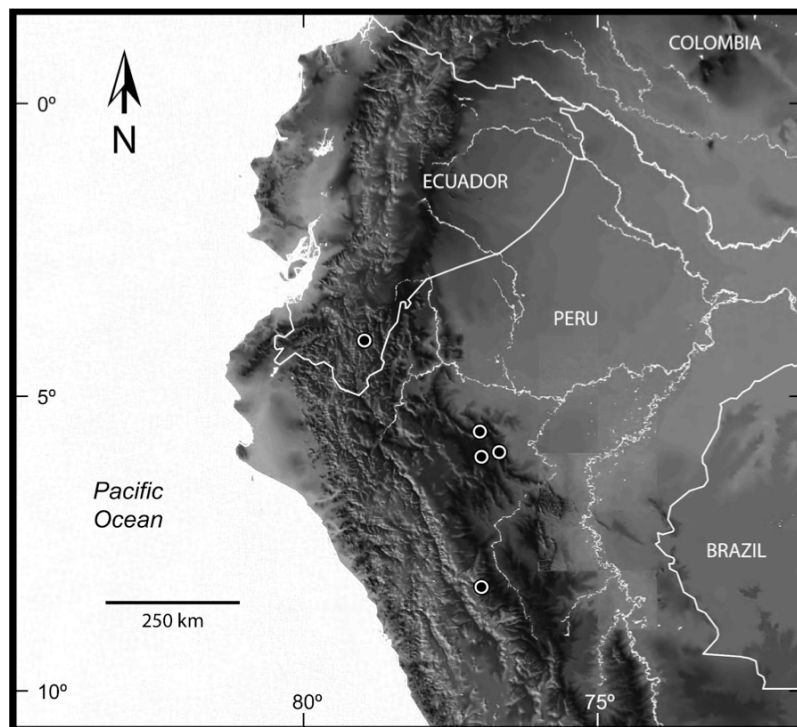 COLOMBIA
0º
N
ECUADOR
PERU
5º
Pacific
Ocean
BRAZIL
250 km
10º
80º
75º